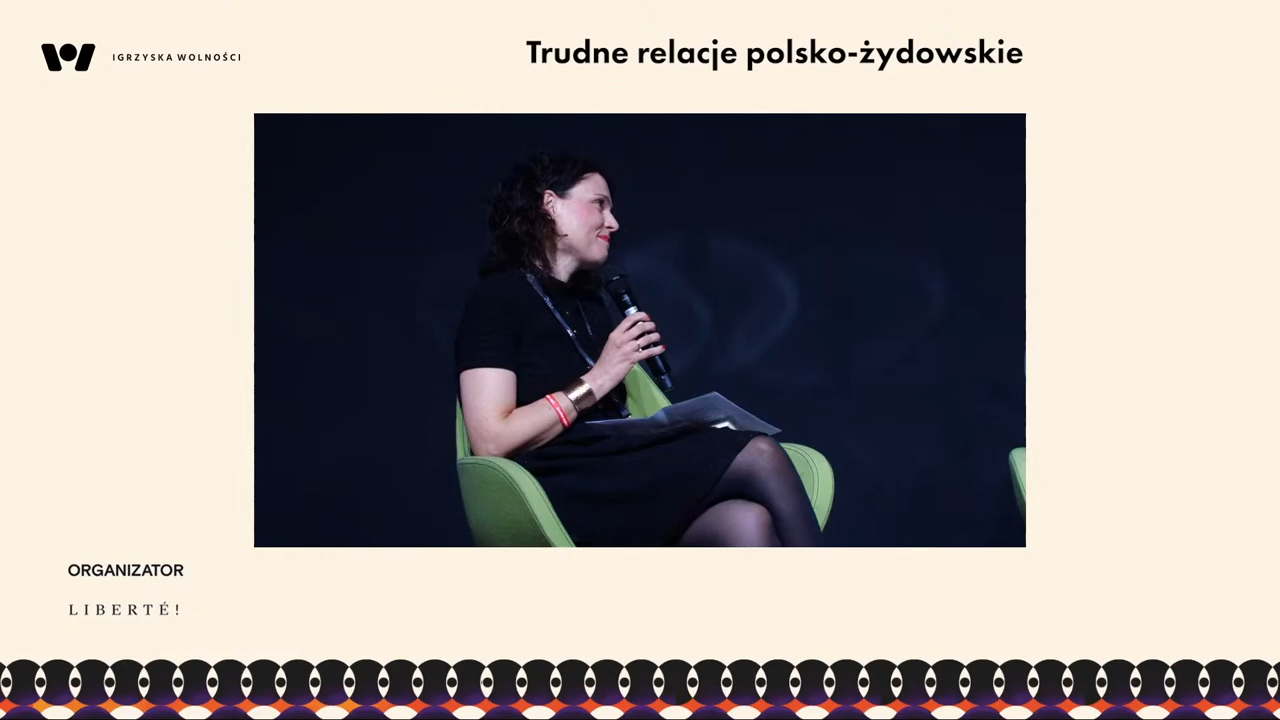 IGRZYSKA WOLNOŚCI
Trudne relacje polsko-żydowskie
ORGANIZATOR
LIBERTÉ!